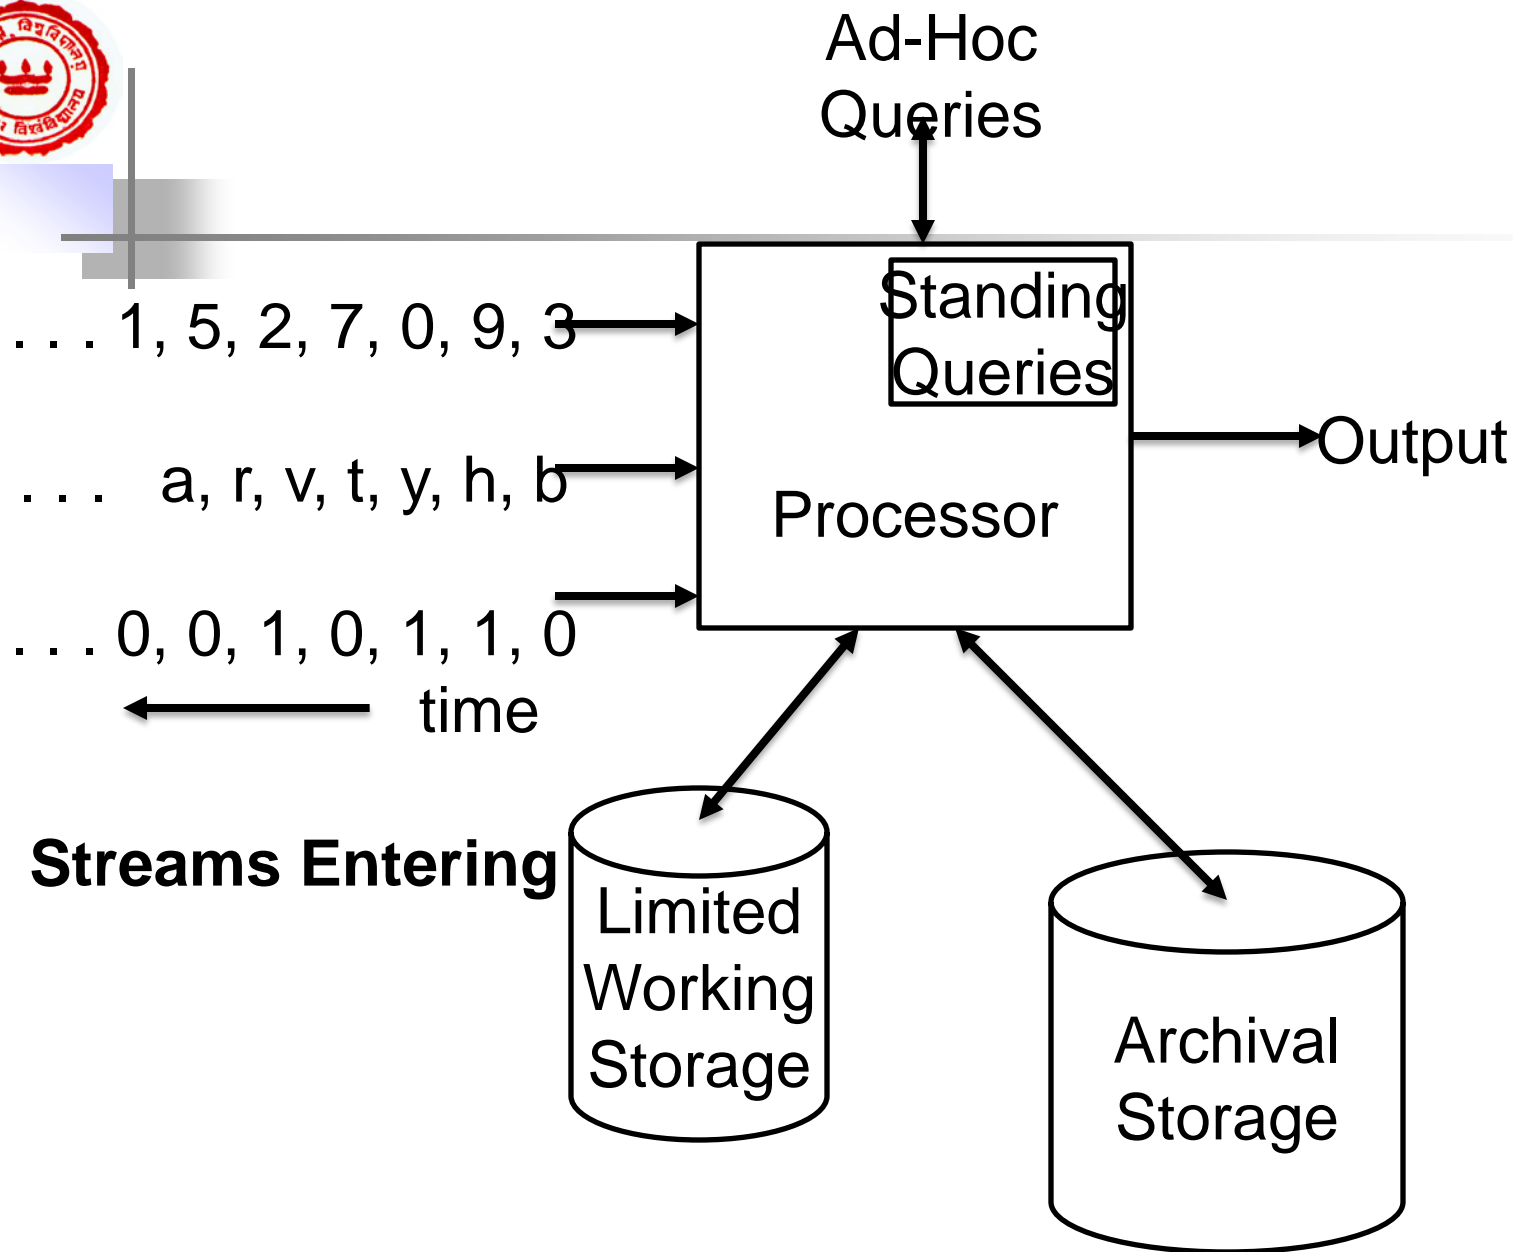 Ad-Hoc
Queries
Standing
Queries
. . . 1, 5, 2, 7, 0, 9, 3
Output
. . . a, r, v, t, y, h, b
Processor
. . . 0, 0, 1, 0, 1, 1, 0
time
Streams Entering
Limited
Working
Storage
Archival
Storage